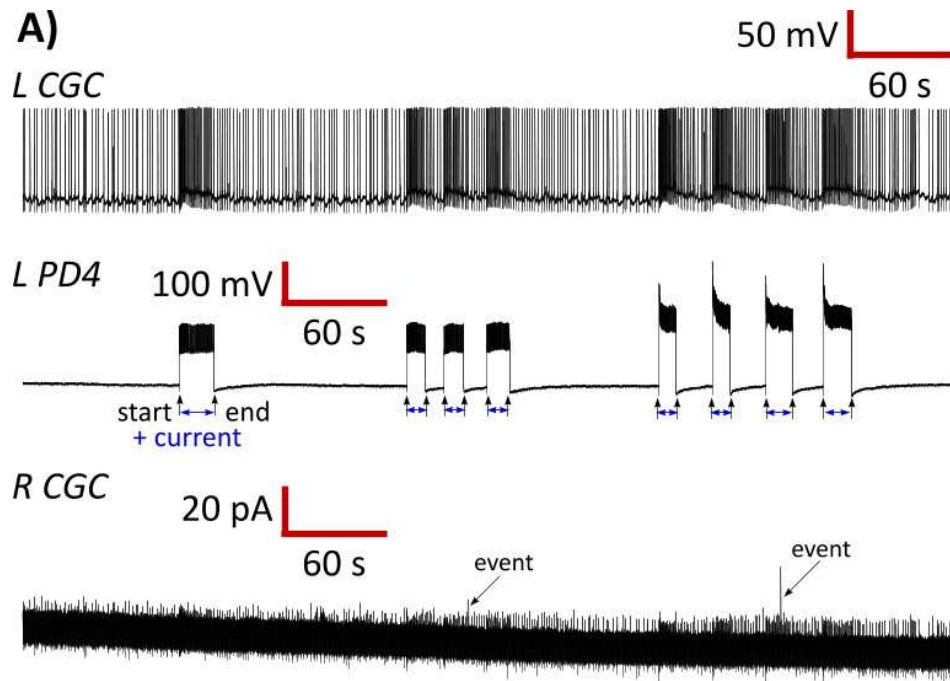 A)
50 mV
60 s
L CGC
L PD4
100 mV
60 s
start end
+ current
R CGC
20 pA
60 s
event
event